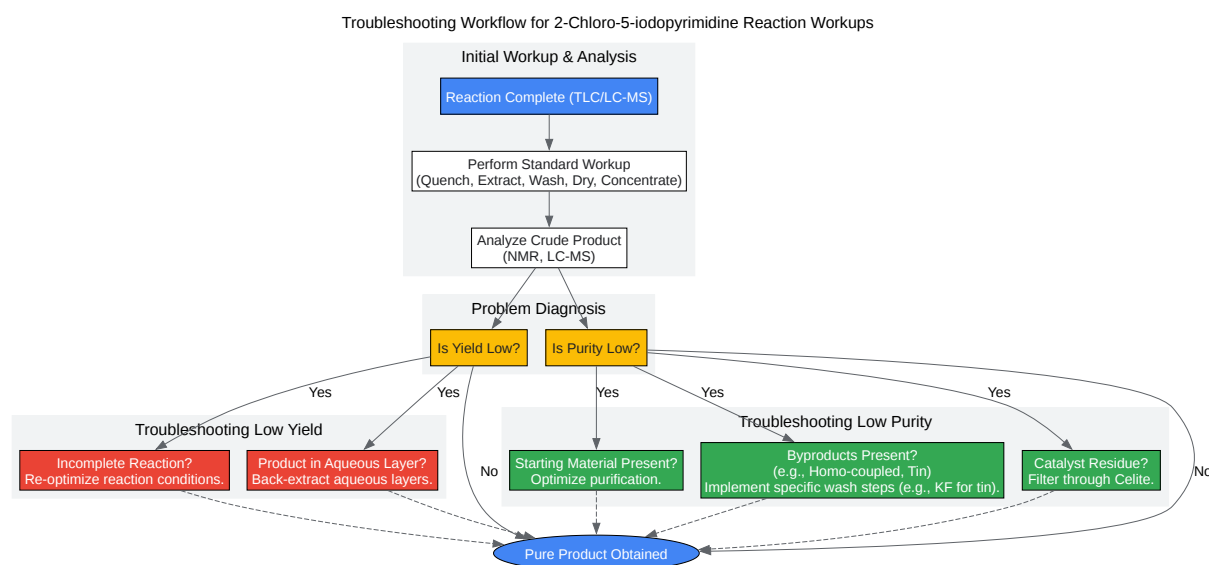 Troubleshooting Workflow for 2-Chloro-5-iodopyrimidine Reaction Workups
Initial Workup & Analysis
Reaction Complete (TLC/LC-MS)
Perform Standard Workup
(Quench, Extract, Wash, Dry, Concentrate)
Analyze Crude Product
(NMR, LC-MS)
Problem Diagnosis
Is Yield Low?
Is Purity Low?
Yes
Yes
Yes
Yes
Yes
Troubleshooting Low Yield
Troubleshooting Low Purity
Incomplete Reaction?
Re-optimize reaction conditions.
Product in Aqueous Layer?
Back-extract aqueous layers.
No
Starting Material Present?
Optimize purification.
Byproducts Present?
(e.g., Homo-coupled, Tin)
Implement specific wash steps (e.g., KF for tin).
Catalyst Residue?
Filter through Celite.
No
Pure Product Obtained